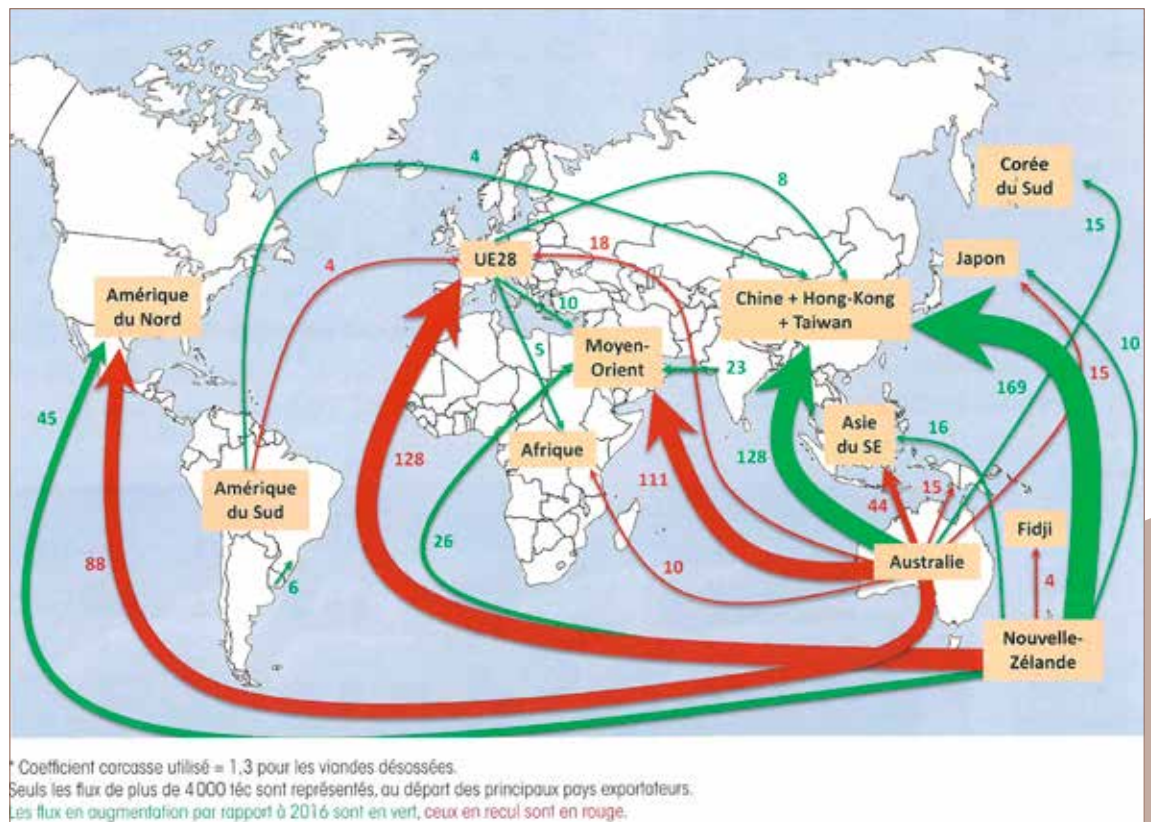 4
8
Corée
du Sud
15
18
UE28
Japon
4
Amérique
du Nord
Chine + Hong-Kong
+ Taiwan
10
Moyen-
Orient
5
23
10
15
169
45
Asie
du SE
16
Afrique
128
111
128
Amérique
du Sud
15
44
Fidji
26
Australie
88
10
4
6
Nouvelle-
Zélande
* Coefficient carcasse utilisé = 1,3 pour les viandes désossées.
Seuls les flux de plus de 4 000 téc sont représentés, au départ des principaux pays exportateurs.
Les flux en augmentation par rapport à 2016 sont en vert, ceux en recul sont en rouge.